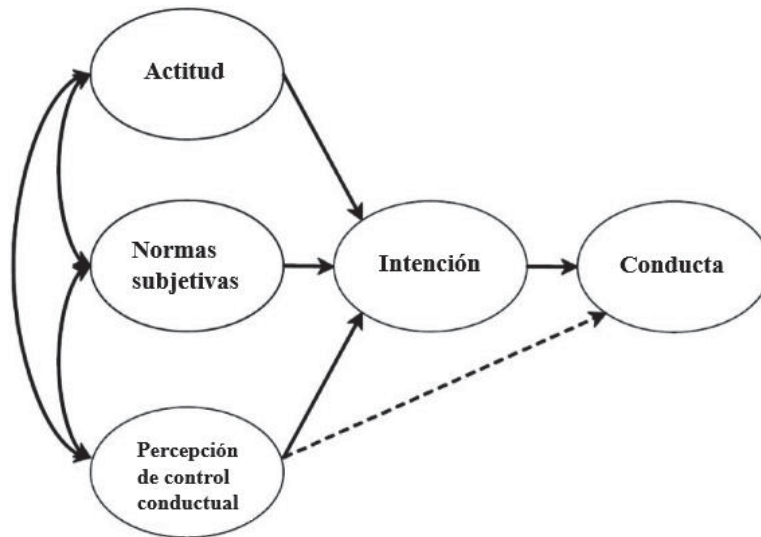 Actitud
Normas
subjetivas
Intención
Conducta
Percepción
de control
conductual